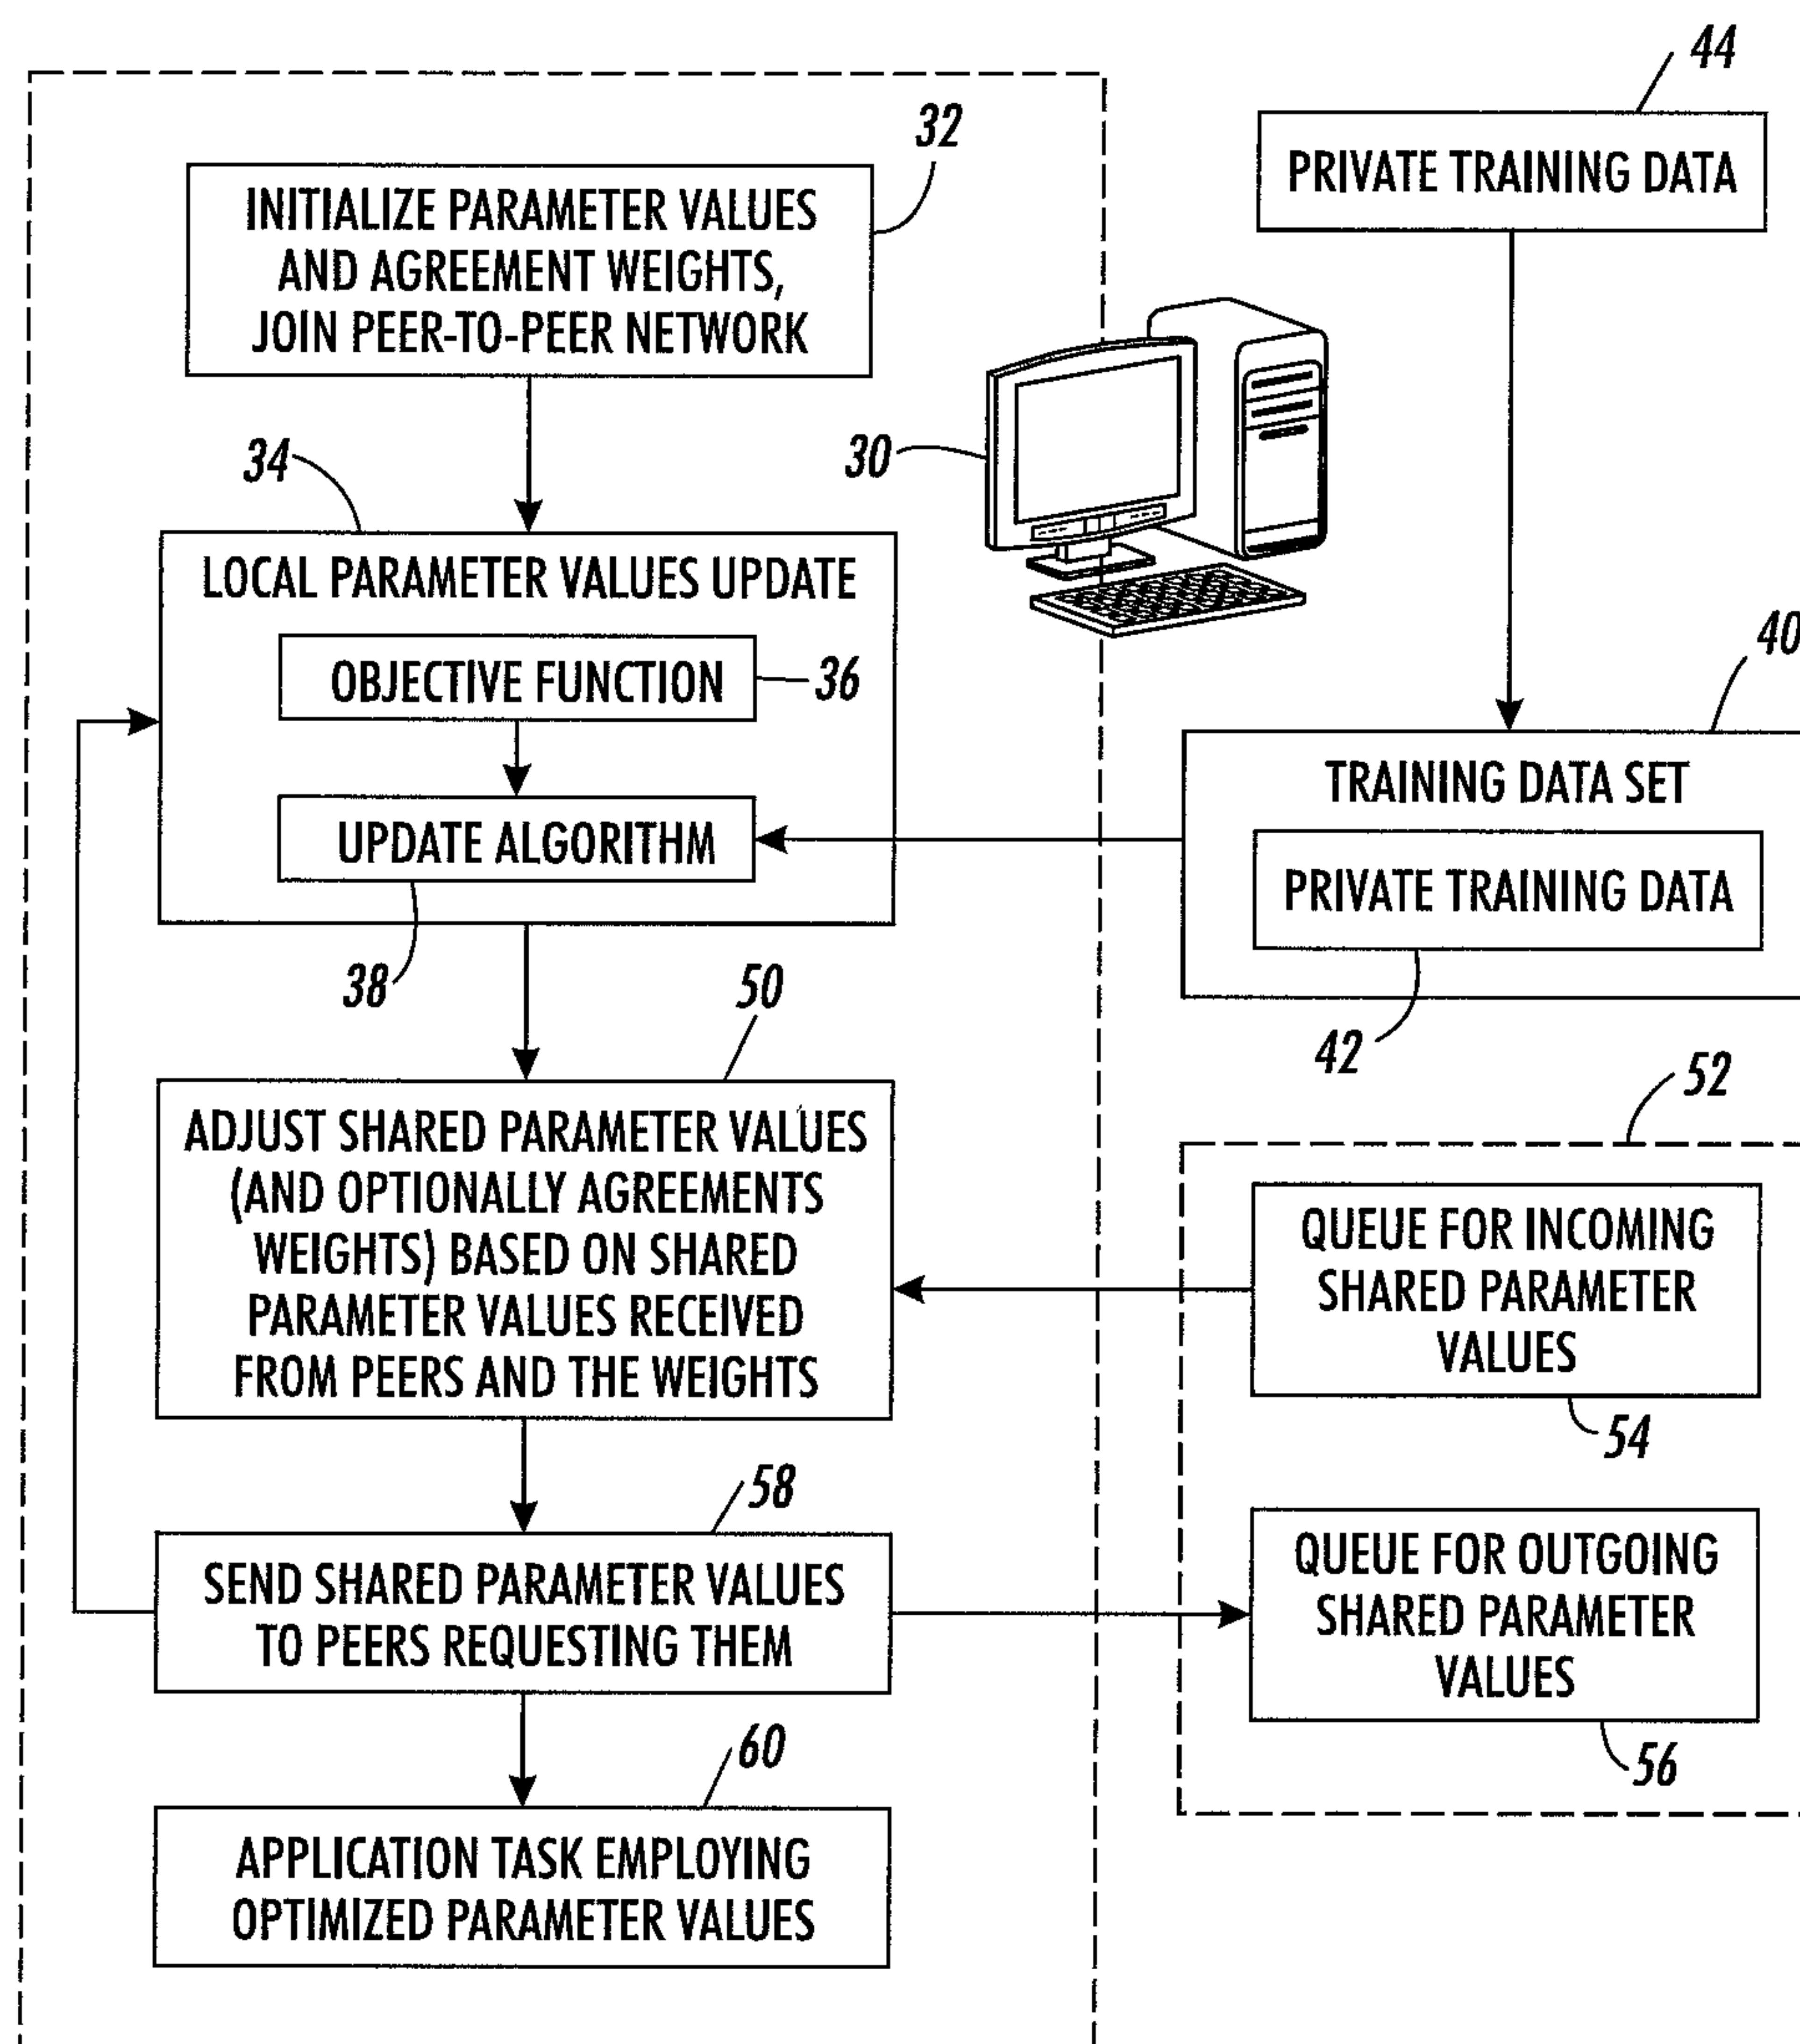 44
PRIVATE TRAINING DATA
32
INITIALIZE PARAMETER VALUES
AND AGREEMENT WEIGHTS,
JOIN PEER-TO-PEER NETWORK
30
34
LOCAL PARAMETER VALUES UPDATE
OBJECTIVE FUNCTION
36
UPDATE ALGORITHM
38
40
TRAINING DATA SET
PRIVATE TRAINING DATA
42
50
ADJUST SHARED PARAMETER VALUES
(AND OPTIONALLY AGREEMENTS
WEIGHTS) BASED ON SHARED
PARAMETER VALUES RECEIVED
FROM PEERS AND THE WEIGHTS
52
QUEUE FOR INCOMING
SHARED PARAMETER
VALUES
54
58
SEND SHARED PARAMETER VALUES
TO PEERS REQUESTING THEM
QUEUE FOR OUTGOING
SHARED PARAMETER
VALUES
56
60
APPLICATION TASK EMPLOYING
OPTIMIZED PARAMETER VALUES